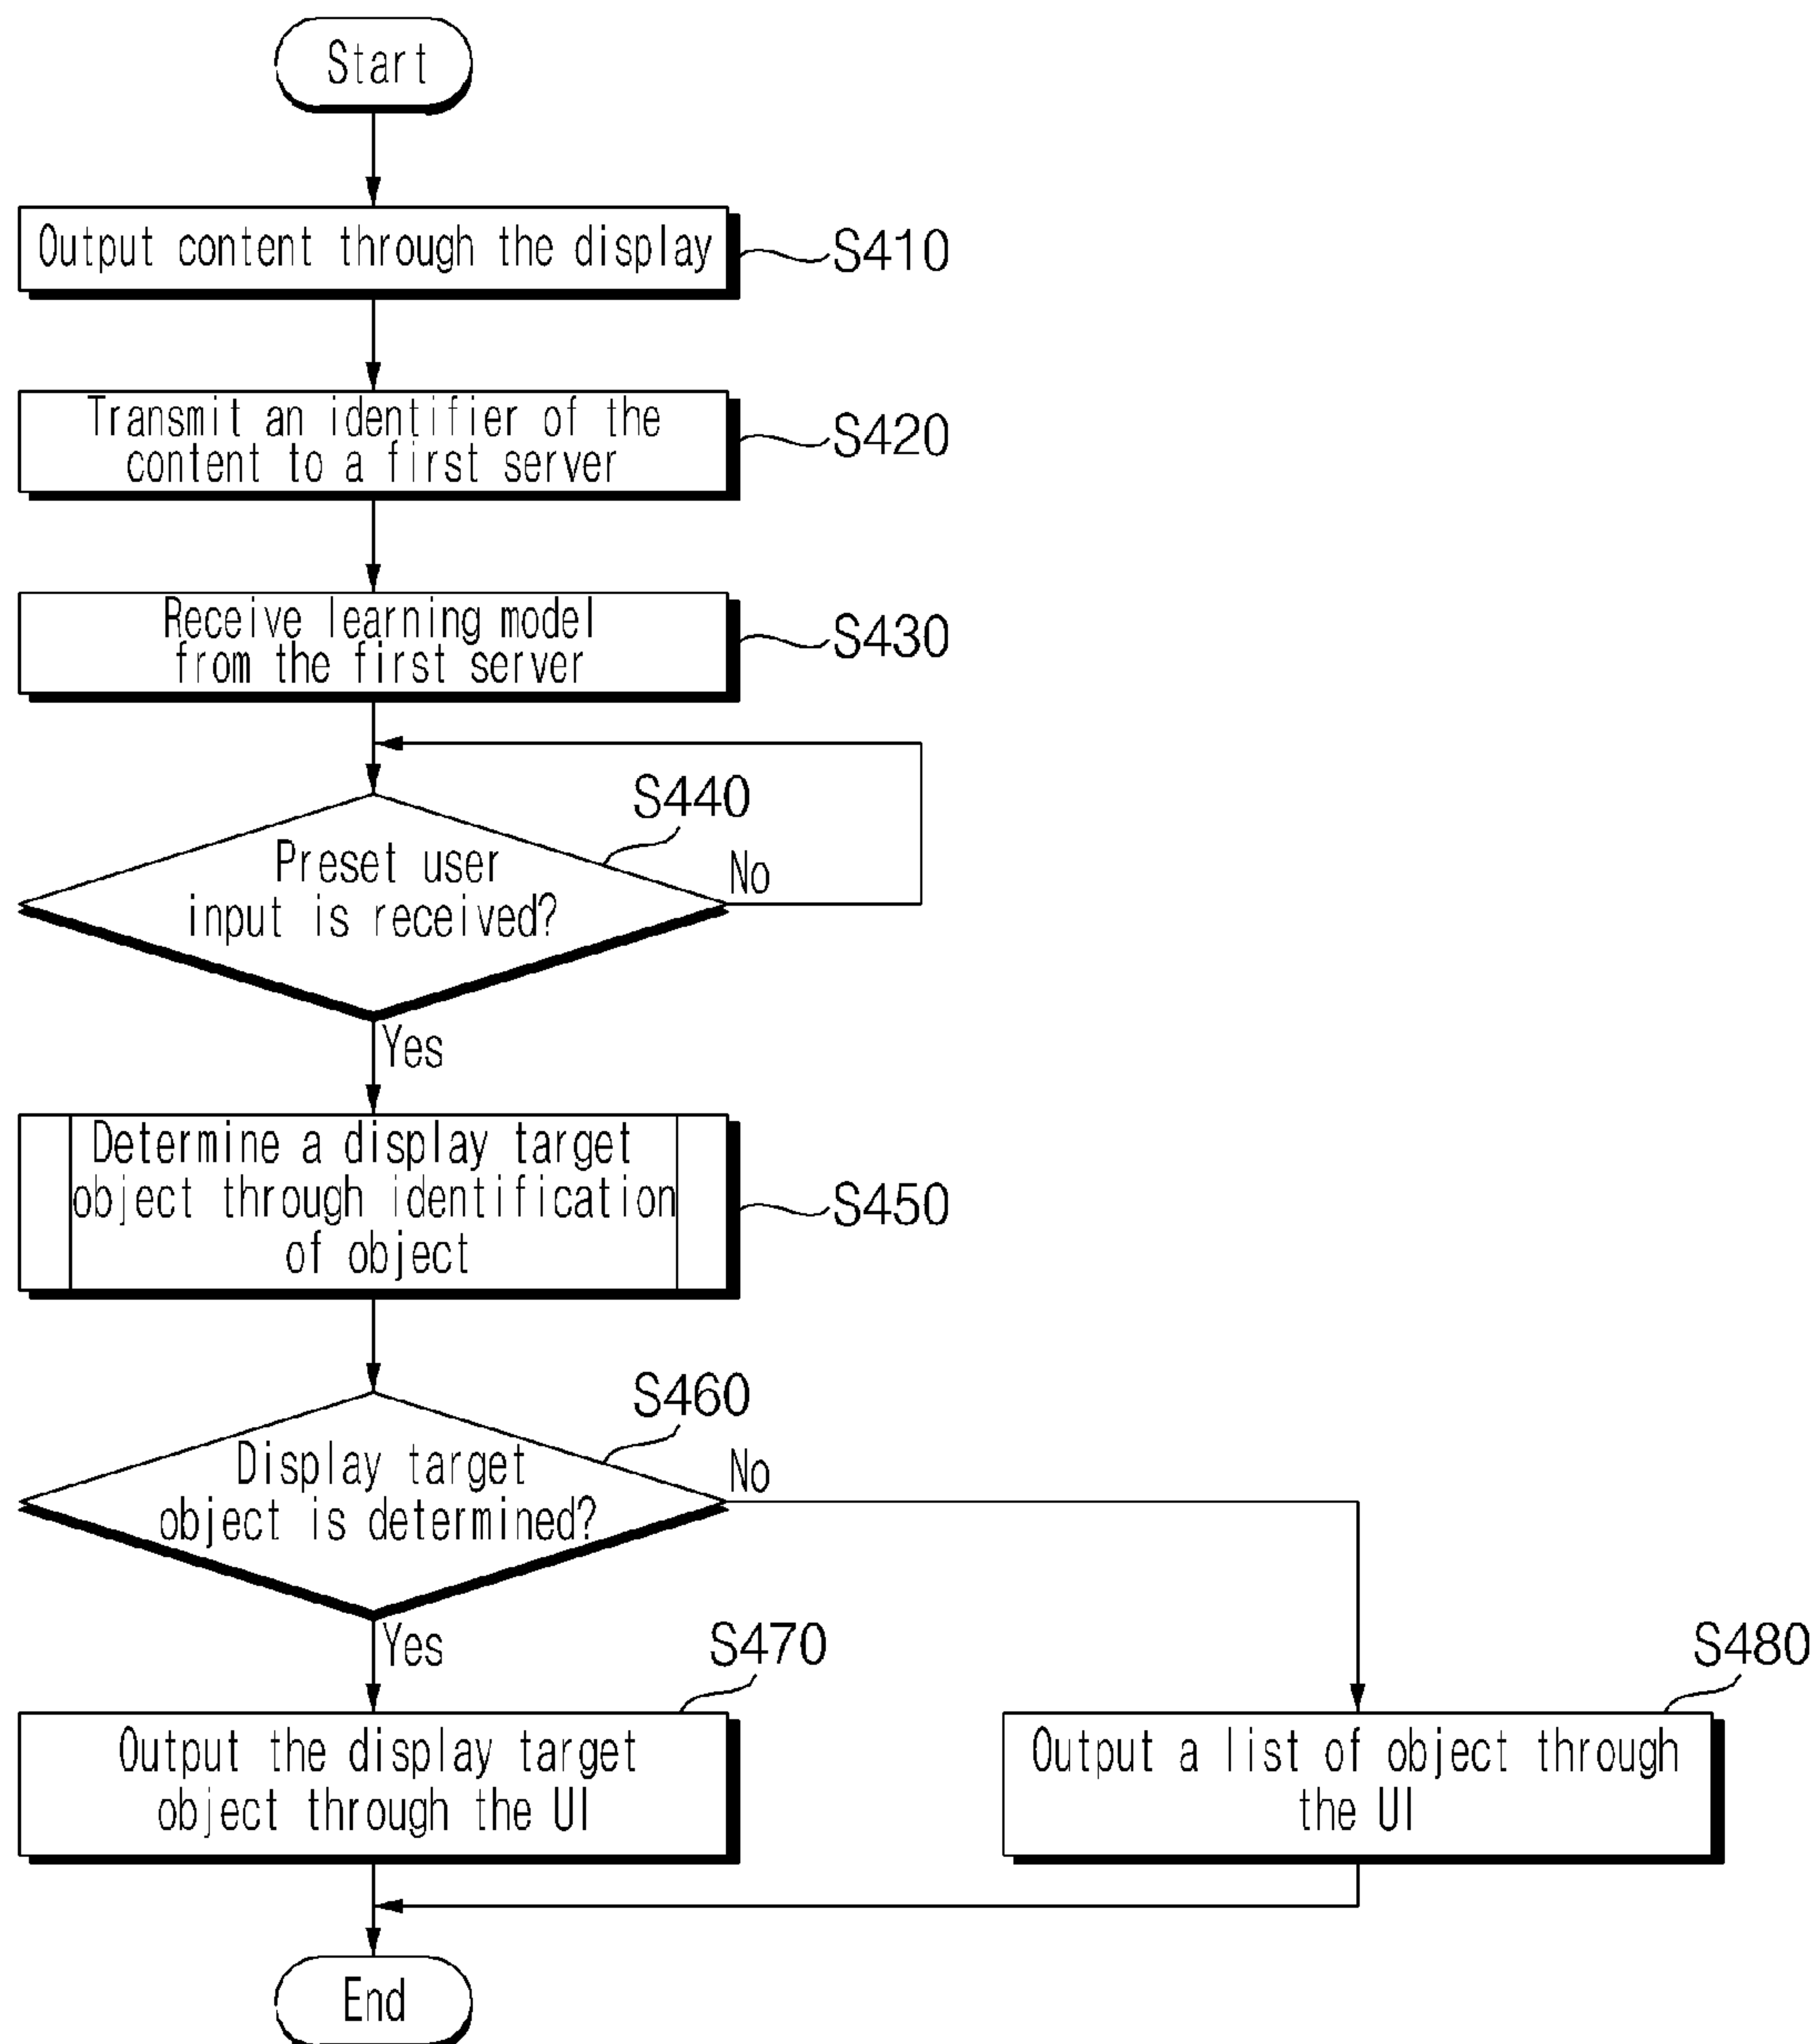 Start
Output content through the display
S410
Transmit an identifier of the
content to a first server
S420
Receive learning model
from the first server
S430
S440
Preset user
input is received?
No
Yes
Determine a display target
object through identification
of object
S450
S460
Display target
object is determined?
No
Yes
S470
Output the display target
object through the UI
S480
Output a list of object through
the UI
End